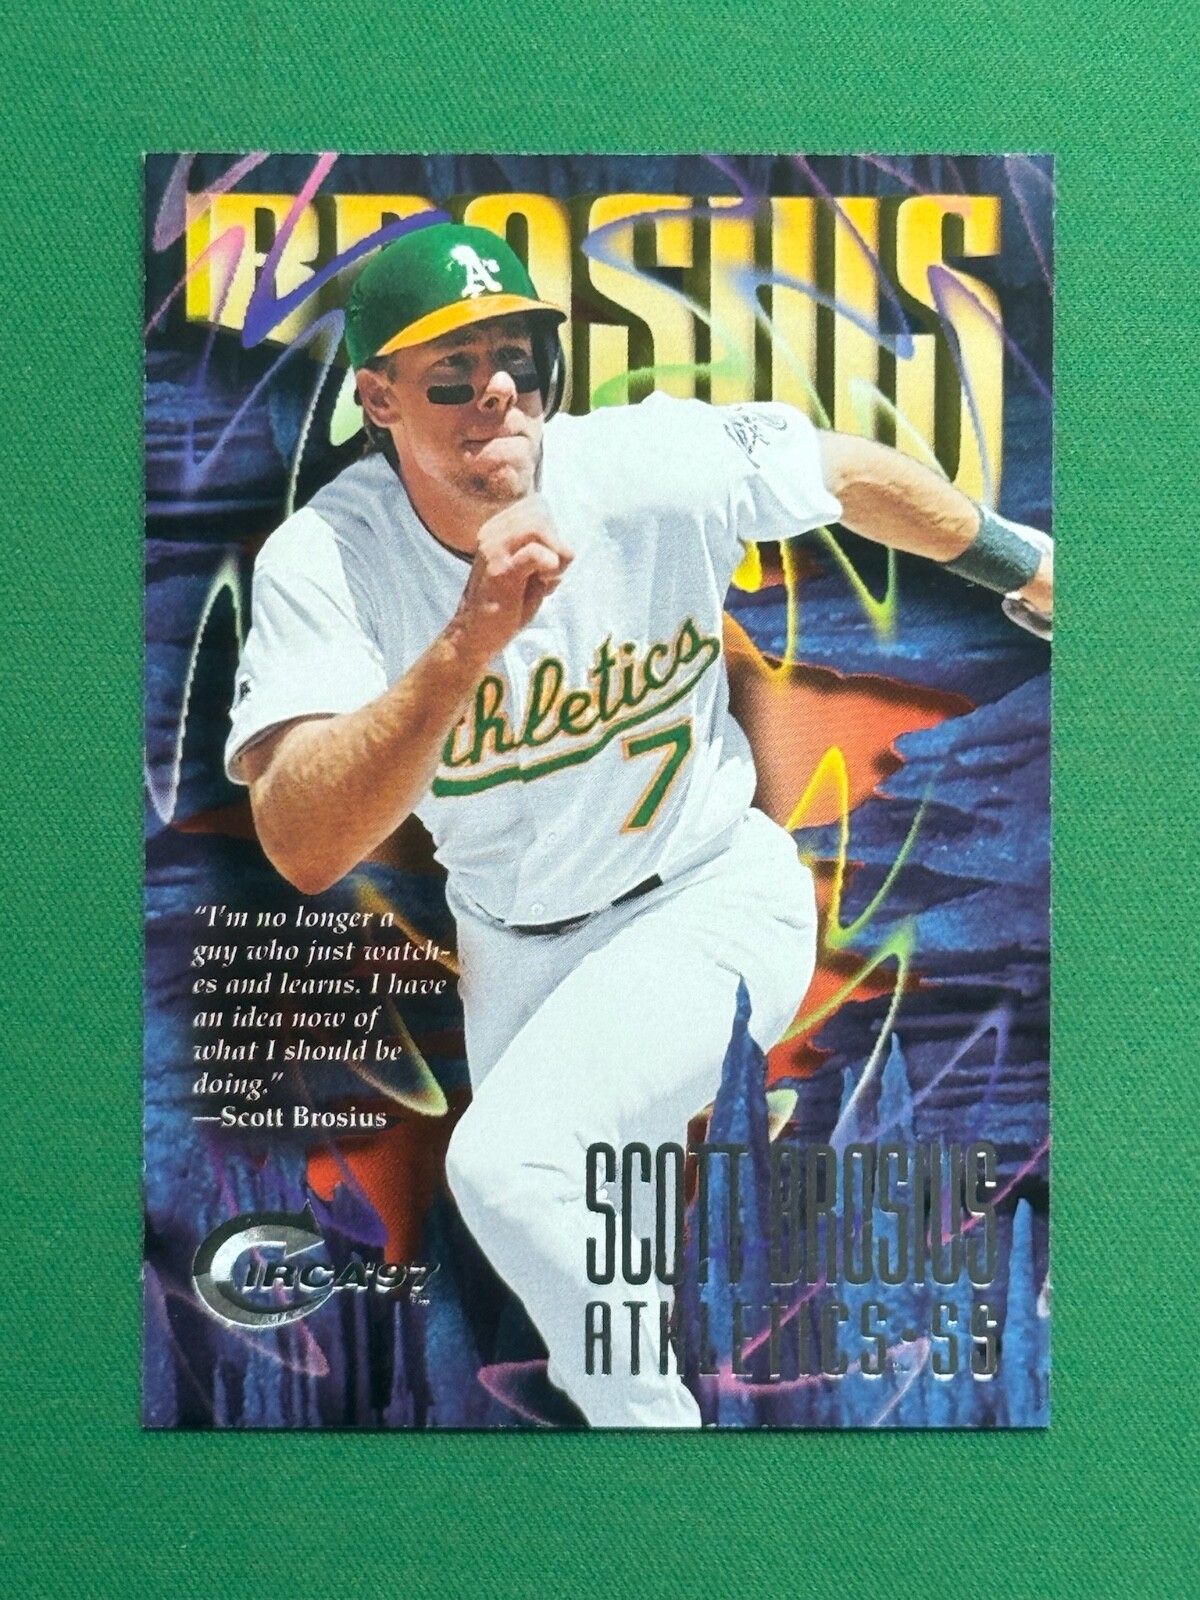 BROSIUS
A's
Athletics
7
"I'm no longer a
guy who just watch-
es and learns. I have
an idea now of
what I should be
doing."
—Scott Brosius
SCOTT BROSIUS
ATHLETICS • SS
CIRCA '97